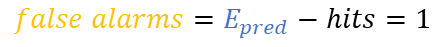 false alarms = E_pred − hits = 1